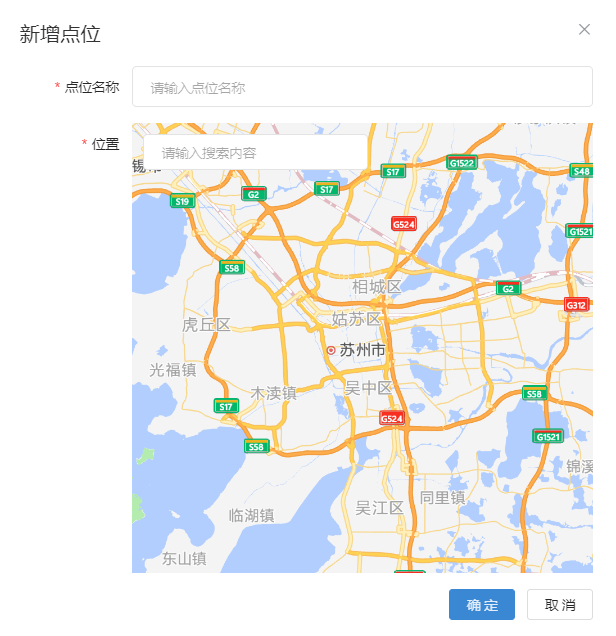 新增点位
* 点位名称
请输入点位名称
* 位置
请输入搜索内容
锡市
G1522
S17
S48
S17
G2
S19
G524
G1521
S58
相城区
G2
G312
姑苏区
虎丘区
苏州市
光福镇
吴中区
木渎镇
S58
S17
G524
G1521
S58
锦溪
同里镇
吴江区
临湖镇
东山镇
确定
取消